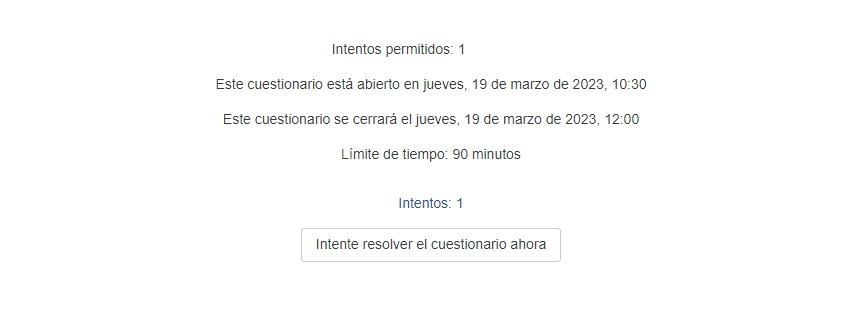 Intentos permitidos: 1
Este cuestionario está abierto en jueves, 19 de marzo de 2023, 10:30
Este cuestionario se cerrará el jueves, 19 de marzo de 2023, 12:00
Límite de tiempo: 90 minutos
Intentos: 1
Intente resolver el cuestionario ahora